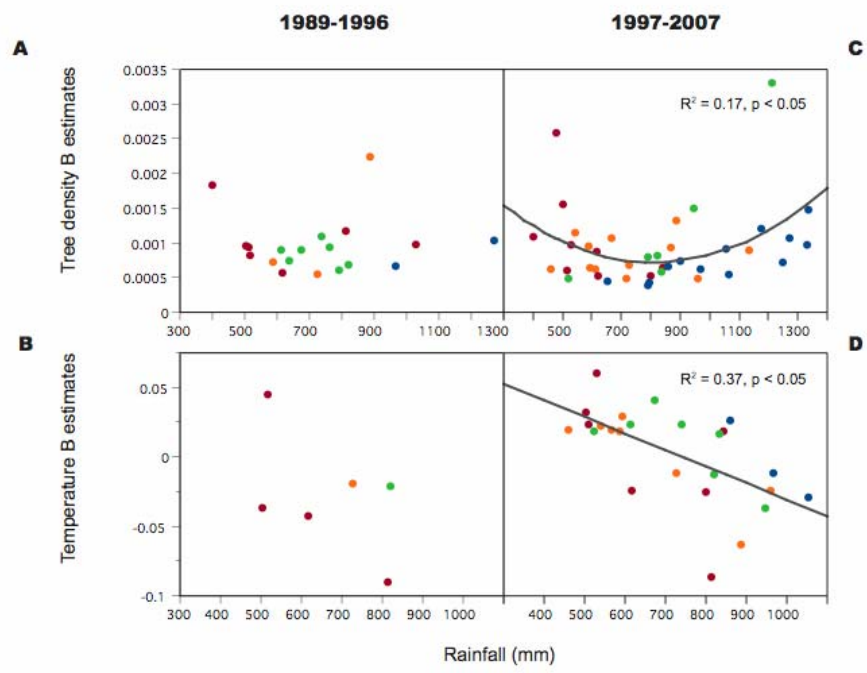 1989-1996
1997-2007
A
C
Tree density B estimates
0.0035
0.003
0.0025
0.002
0.0015
0.001
0.0005
0
R² = 0.17, p < 0.05
300 500 700 900 1100 1300
500 700 900 1100 1300
B
D
Temperature B estimates
0.05
0
-0.05
-0.1
R² = 0.37, p < 0.05
300 400 500 600 700 800 900 1000
400 500 600 700 800 900 1000
Rainfall (mm)